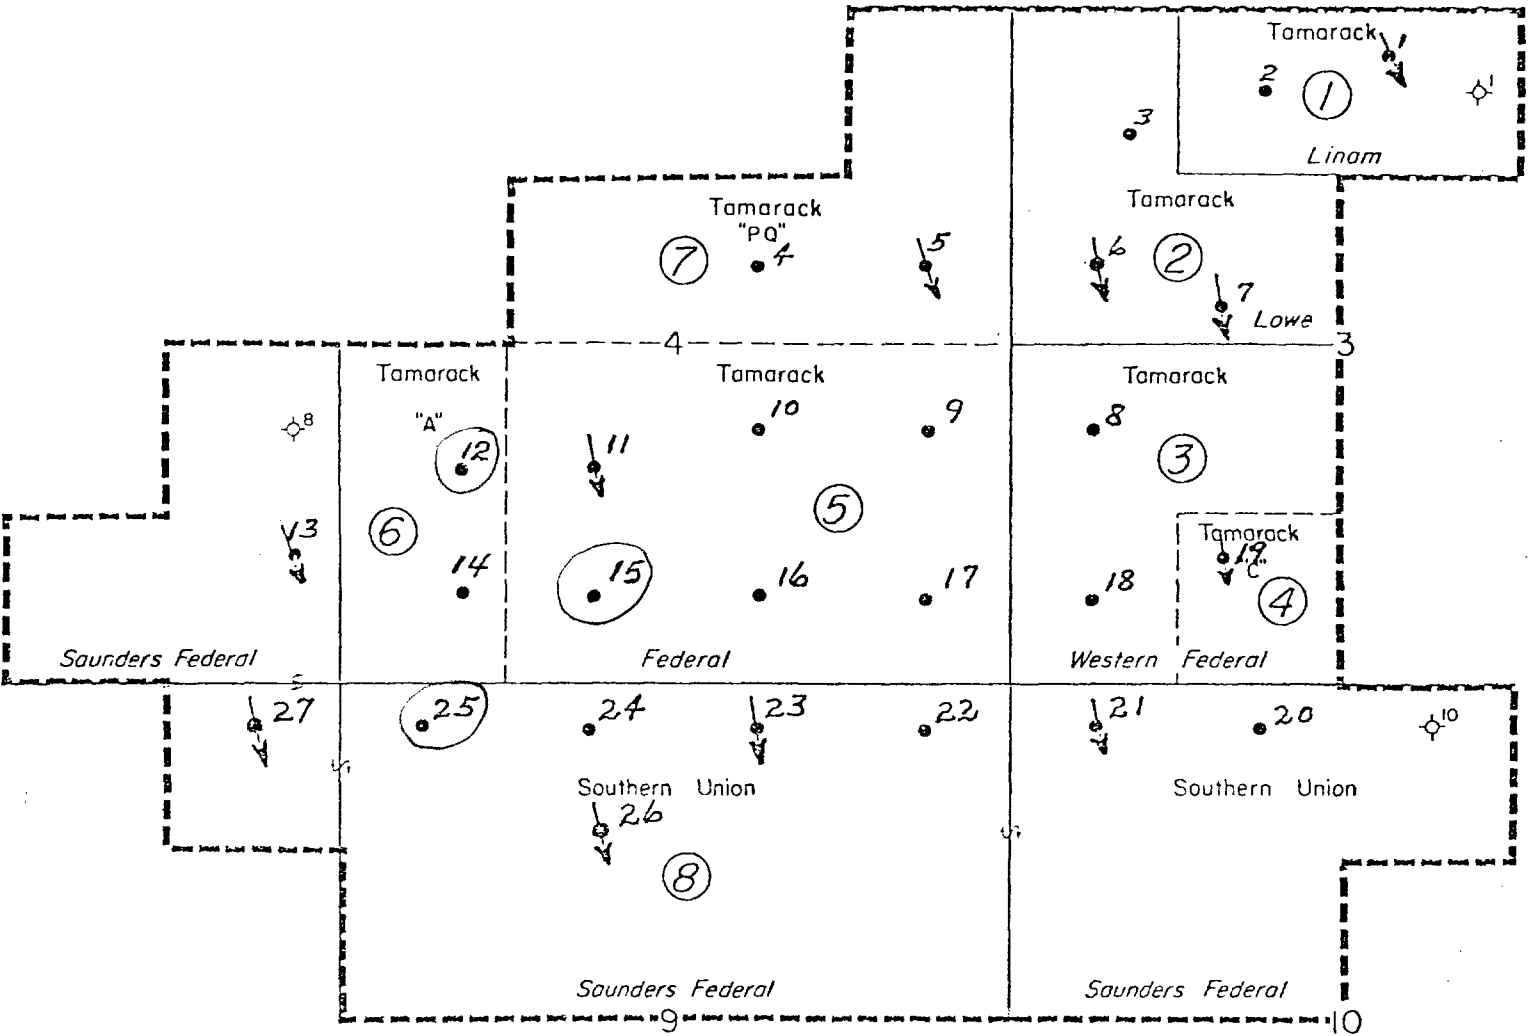 Tamarack 1
2 1 1
3 Linam
Tamarack Tamarack
"PQ"
7 4 5 6 2
7 Lowe
4 3
Tamarack Tamarack Tamarack
8 "A" 10 9 8
12 11 3
6 5
13 Tamarack
14 15 16 17 18 19 "C"
4
Saunders Federal Federal Western Federal
27 25 24 23 22 21 20 10
Southern Union Southern Union
26
8
Saunders Federal Saunders Federal
9 10